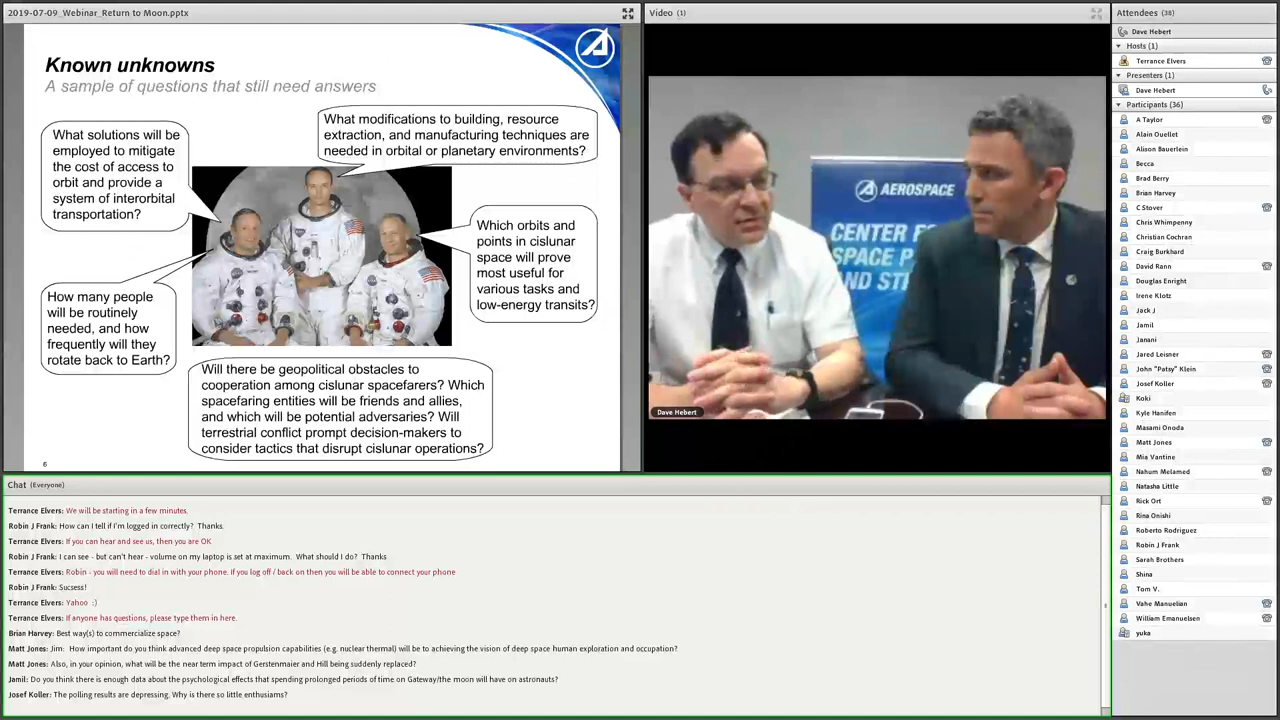 2019-07-09_Webinar_Return to Moon.pptx
Known unknowns
A sample of questions that still need answers
What solutions will be
employed to mitigate
the cost of access to
orbit and provide a
system of interorbital
transportation?
What modifications to building, resource
extraction, and manufacturing techniques are
needed in orbital or planetary environments?
Which orbits and
points in cislunar
space will prove
most useful for
various tasks and
low-energy transits?
How many people
will be routinely
needed, and how
frequently will they
rotate back to Earth?
Will there be geopolitical obstacles to
cooperation among cislunar spacefarers? Which
spacefaring entities will be friends and allies,
and which will be potential adversaries? Will
terrestrial conflict prompt decision-makers to
consider tactics that disrupt cislunar operations?
6
Video (1)
AEROSPACE
CENTER
SPACE P
AND ST
Dave Hebert
Chat (Everyone)
Terrance Elvers: We will be starting in a few minutes.
Robin J Frank: How can I tell if I'm logged in correctly? Thanks.
Terrance Elvers: If you can hear and see us, then you are OK
Robin J Frank: I can see - but can't hear - volume on my laptop is set at maximum. What should I do? Thanks
Terrance Elvers: Robin - you will need to dial in with your phone. If you log off / back on then you will be able to connect your phone
Robin J Frank: Sucsess!
Terrance Elvers: Yahoo :)
Terrance Elvers: If anyone has questions, please type them in here.
Brian Harvey: Best way(s) to commercialize space?
Matt Jones: Jim: How important do you think advanced deep space propulsion capabilities (e.g. nuclear thermal) will be to achieving the vision of deep space human exploration and occupation?
Matt Jones: Also, in your opinion, what will be the near term impact of Gerstenmaier and Hill being suddenly replaced?
Jamil: Do you think there is enough data about the psychological effects that spending prolonged periods of time on Gateway/the moon will have on astronauts?
Josef Koller: The polling results are depressing. Why is there so little enthusiams?
Attendees (38)
Dave Hebert
Hosts (1)
Terrance Elvers
Presenters (1)
Dave Hebert
Participants (36)
A Taylor
Alain Ouellet
Alison Bauerlein
Becca
Brad Berry
Brian Harvey
C Stover
Chris Whimpenny
Christian Cochran
Craig Burkhard
David Rann
Douglas Enright
Irene Klotz
Jack J
Jamil
Janani
Jared Leisner
John "Patsy" Klein
Josef Koller
Koki
Kyle Hanifen
Masami Onoda
Matt Jones
Mia Vantine
Nahum Melamed
Natasha Little
Rick Ort
Rina Onishi
Roberto Rodriguez
Robin J Frank
Sarah Brothers
Shina
Tom V.
Vahe Manuelian
William Emanuelsen
yuka